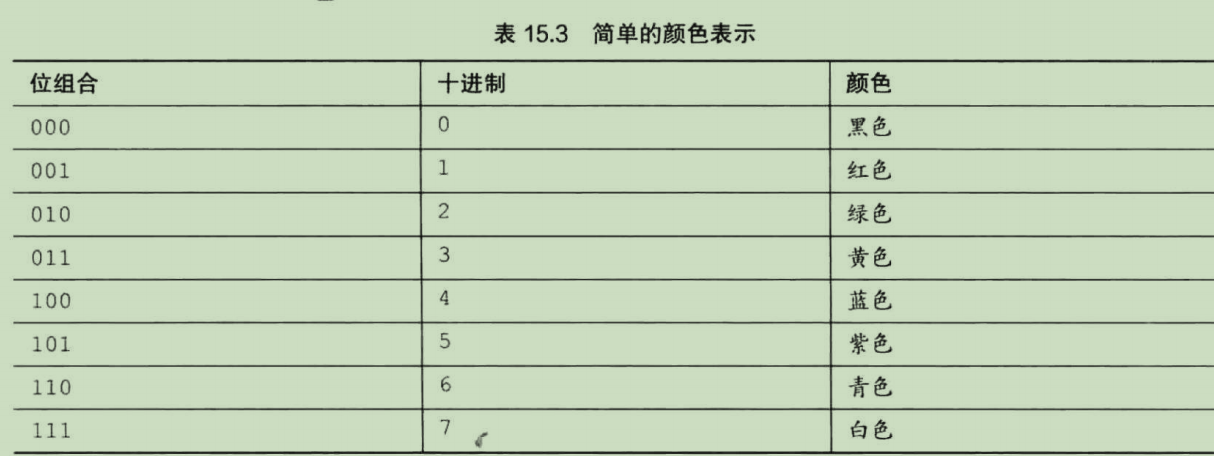 表 15.3 简单的颜色表示
位组合 十进制 颜色
000 0 黑色
001 1 红色
010 2 绿色
011 3 黄色
100 4 蓝色
101 5 紫色
110 6 青色
111 7 白色